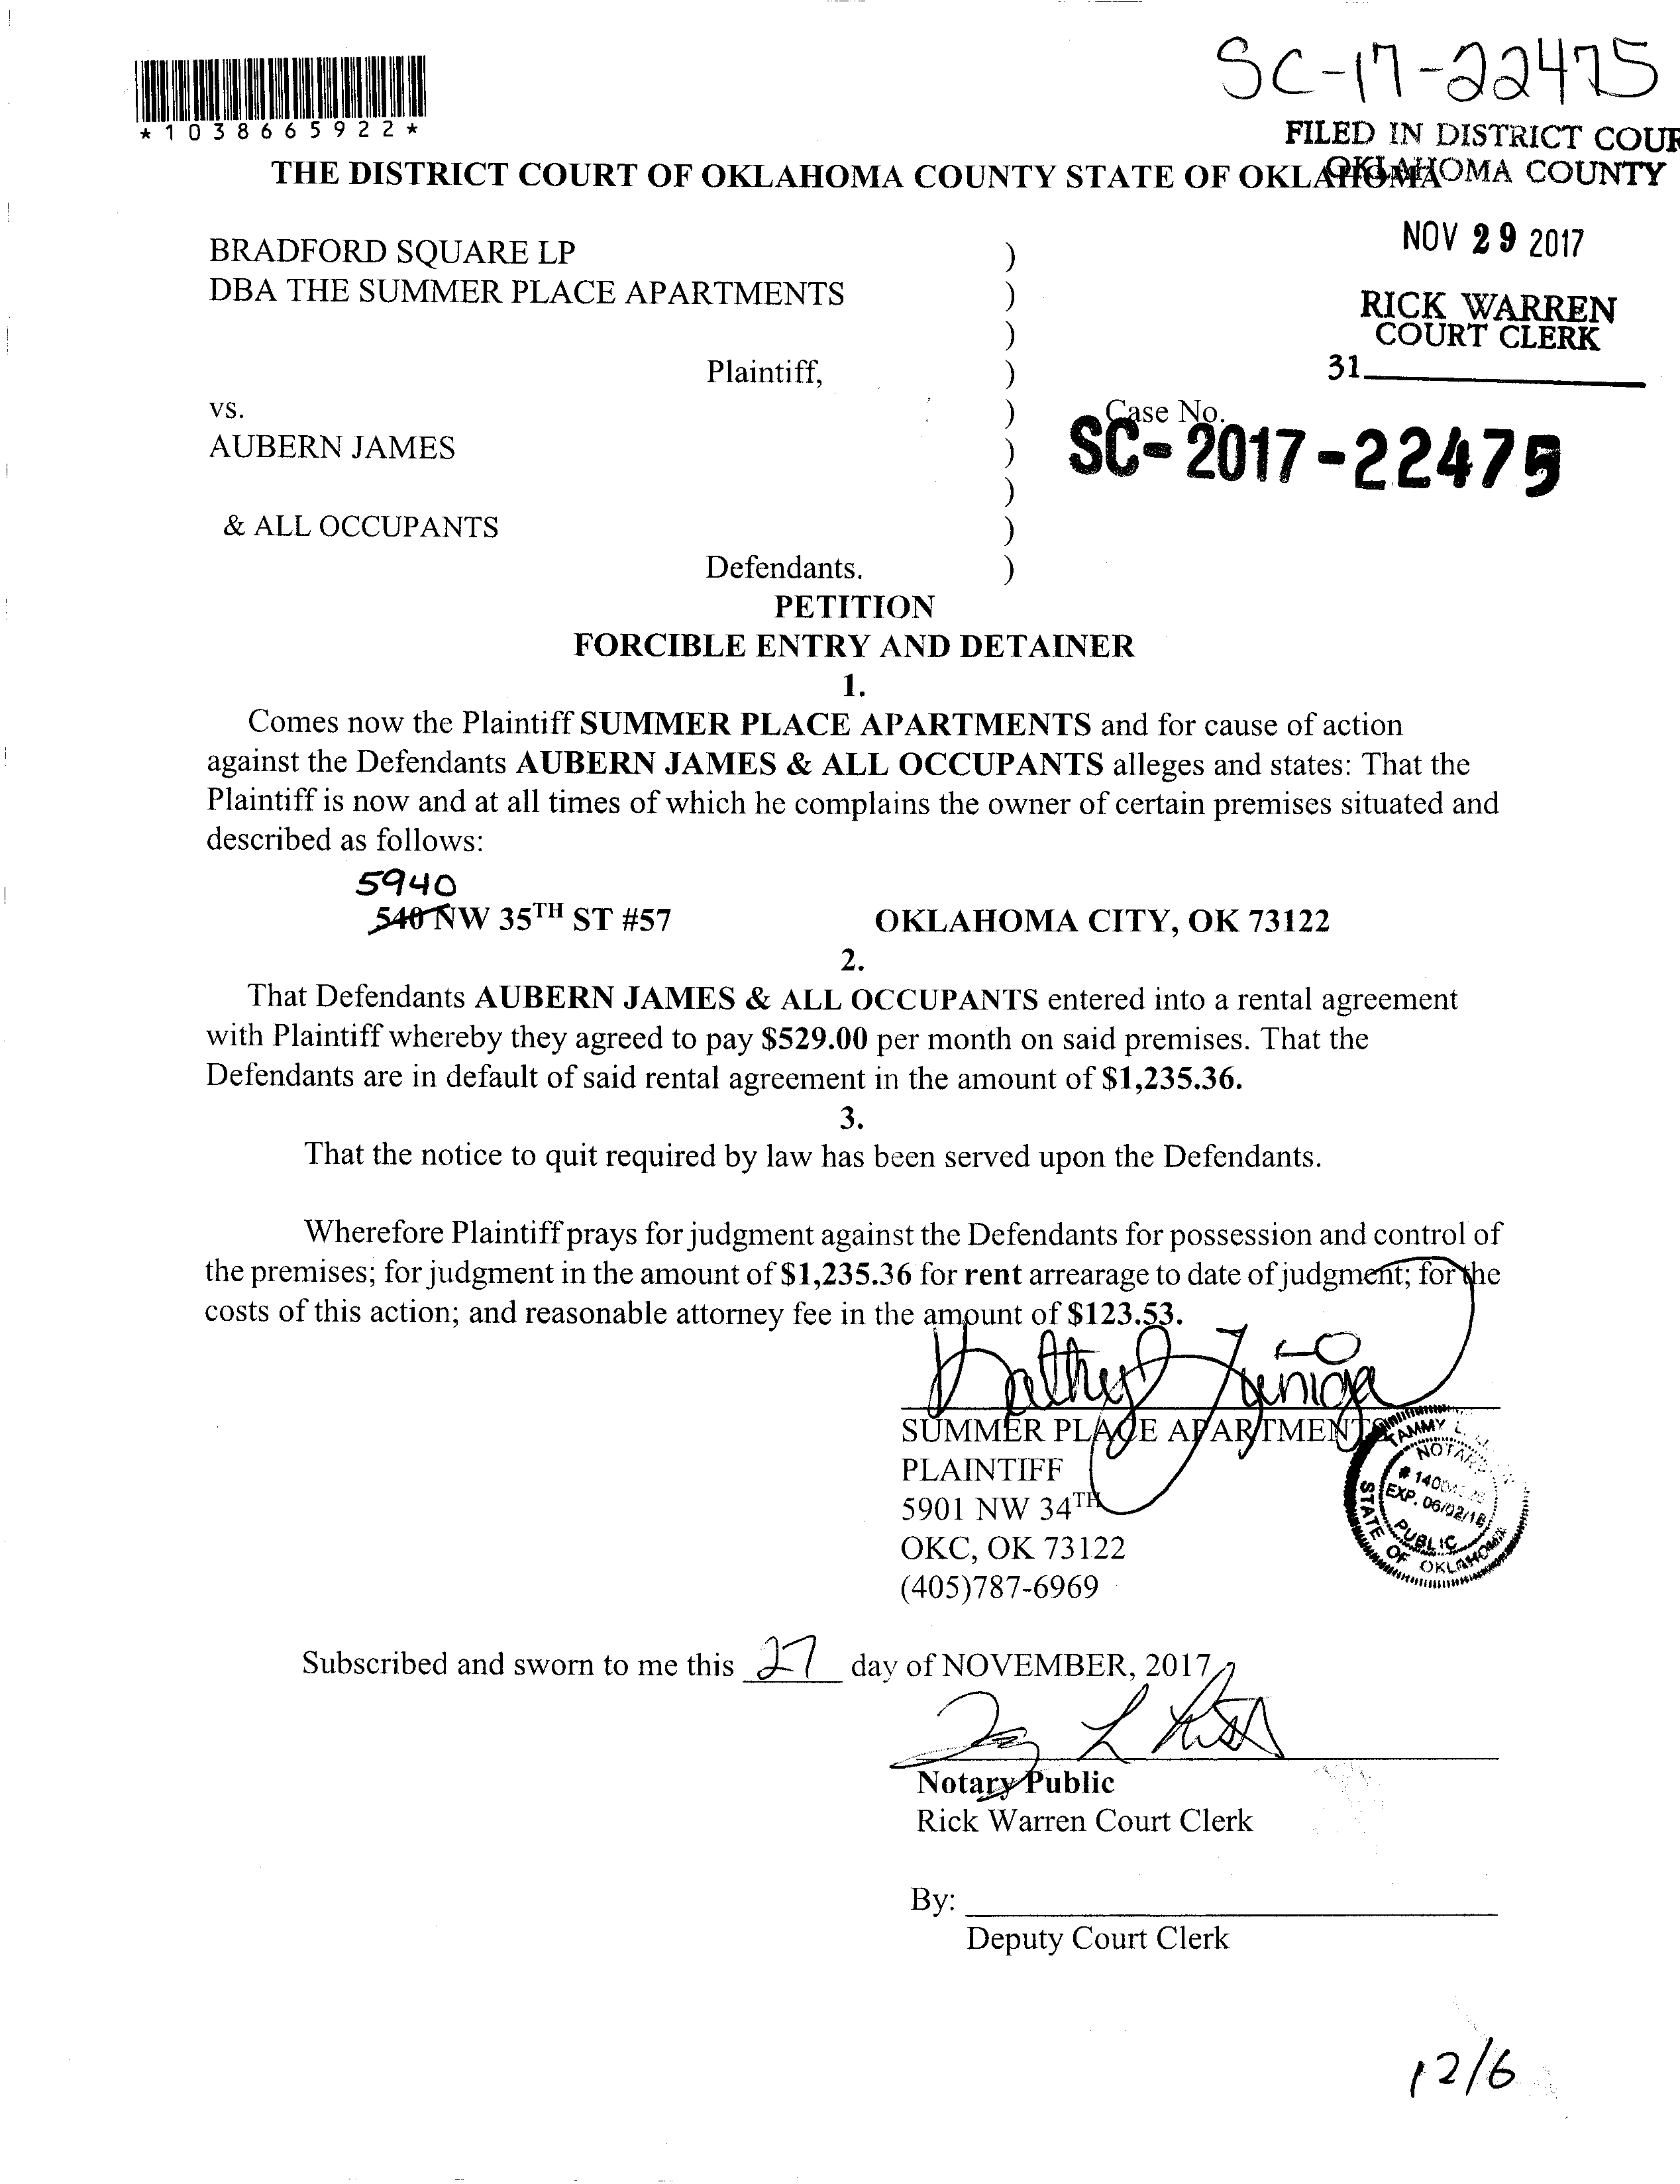 SC-17-22475
*1038665922*
FILED IN DISTRICT COUR
OKLAHOMA COUNTY
THE DISTRICT COURT OF OKLAHOMA COUNTY STATE OF OKLAHOMA
NOV 29 2017
BRADFORD SQUARE LP )
DBA THE SUMMER PLACE APARTMENTS )
RICK WARREN
COURT CLERK
)
Plaintiff, )
31.
vs. )
Case No.
AUBERN JAMES )
SC-2017-22475
)
& ALL OCCUPANTS )
Defendants. )
PETITION
FORCIBLE ENTRY AND DETAINER
1.
Comes now the Plaintiff SUMMER PLACE APARTMENTS and for cause of action
against the Defendants AUBERN JAMES & ALL OCCUPANTS alleges and states: That the
Plaintiff is now and at all times of which he complains the owner of certain premises situated and
described as follows:
5940
540 NW 35TH ST #57 OKLAHOMA CITY, OK 73122
2.
That Defendants AUBERN JAMES & ALL OCCUPANTS entered into a rental agreement
with Plaintiff whereby they agreed to pay $529.00 per month on said premises. That the
Defendants are in default of said rental agreement in the amount of $1,235.36.
3.
That the notice to quit required by law has been served upon the Defendants.
Wherefore Plaintiff prays for judgment against the Defendants for possession and control of
the premises; for judgment in the amount of $1,235.36 for rent arrearage to date of judgment; for the
costs of this action; and reasonable attorney fee in the amount of $123.53.
Kathy Zuniga
SUMMER PLACE APARTMENTS
PLAINTIFF
5901 NW 34TH
OKC, OK 73122
(405)787-6969
TAMMY L.
NOTARY
EXP. 06/02/18
PUBLIC
STATE OF OKLAHOMA
Subscribed and sworn to me this 27 day of NOVEMBER, 2017
Notary Public
Rick Warren Court Clerk
By:
Deputy Court Clerk
12/6